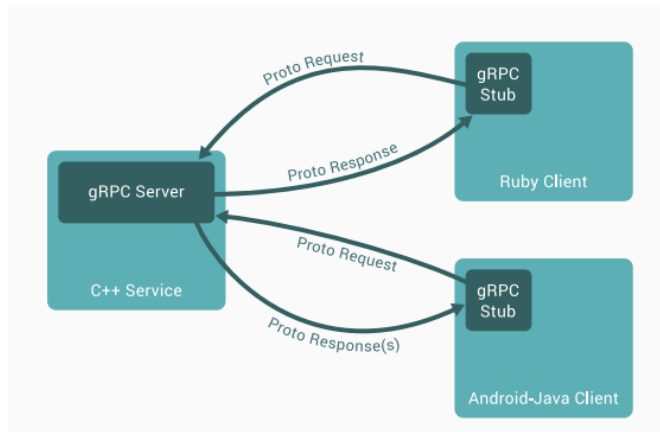 Proto Request
gRPC
Stub
Ruby Client
Proto Response
gRPC Server
C++ Service
Proto Request
gRPC
Stub
Proto Response(s)
Android-Java Client